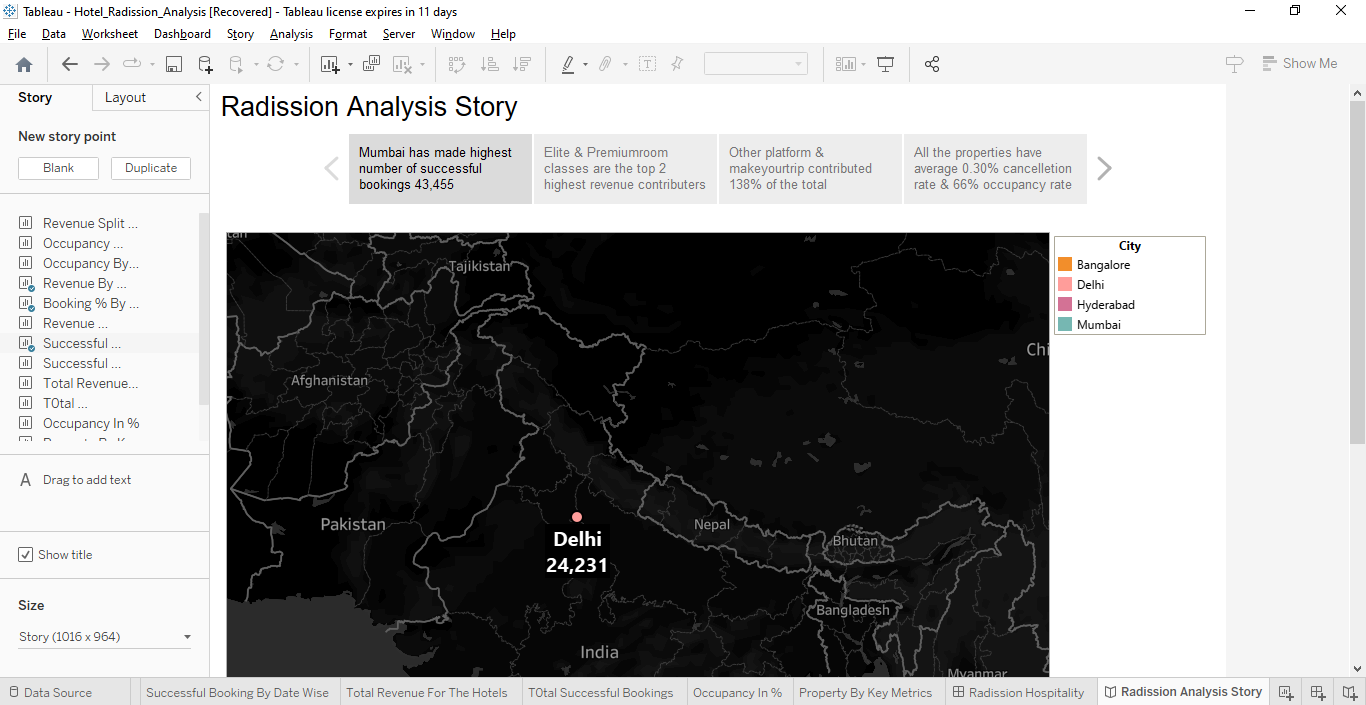 Tableau - Hotel_Radission_Analysis [Recovered] - Tableau license expires in 11 days
File Data Worksheet Dashboard Story Analysis Format Server Window Help
Show Me
Story Layout
New story point
Blank Duplicate
Revenue Split ...
Occupancy ...
Occupancy By...
Revenue By ...
Booking % By ...
Revenue ...
Successful ...
Successful ...
Total Revenue...
T0tal ...
Occupancy In %
A Drag to add text
Show title
Size
Story (1016 x 964)
Radission Analysis Story
Mumbai has made highest
number of successful
bookings 43,455
Elite & Premiumroom
classes are the top 2
highest revenue contributers
Other platform &
makeyourtrip contributed
138% of the total
All the properties have
average 0.30% cancelletion
rate & 66% occupancy rate
Tajikistan
Afghanistan
Chi
Pakistan
Nepal
Bhutan
Delhi
24,231
Bangladesh
India
Myanmar
City
Bangalore
Delhi
Hyderabad
Mumbai
Data Source Successful Booking By Date Wise Total Revenue For The Hotels T0tal Successful Bookings Occupancy In % Property By Key Metrics Radission Hospitality Radission Analysis Story